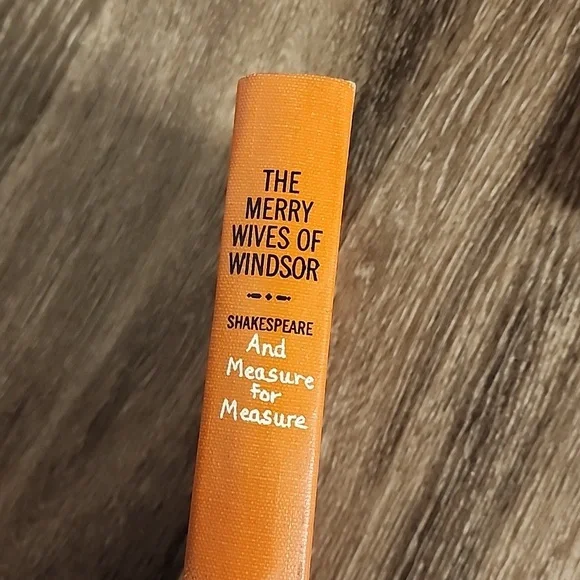 THE
MERRY
WIVES OF
WINDSOR
SHAKESPEARE
And
Measure
For
Measure